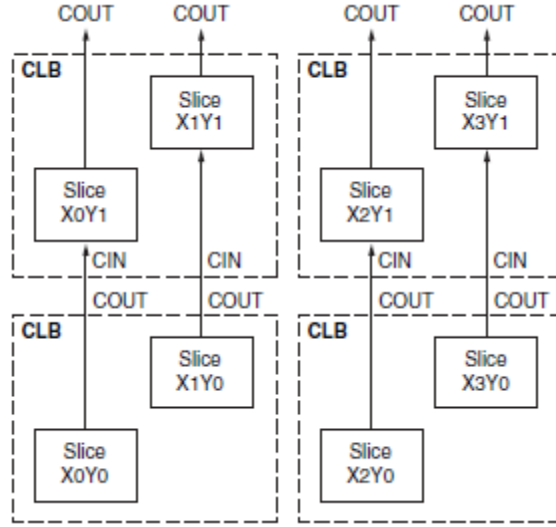 COUT COUT COUT COUT
CLB CLB
Slice
X1Y1
Slice
X3Y1
Slice
X0Y1
Slice
X2Y1
CIN CIN CIN CIN
COUT COUT COUT COUT
CLB CLB
Slice
X1Y0
Slice
X3Y0
Slice
X0Y0
Slice
X2Y0